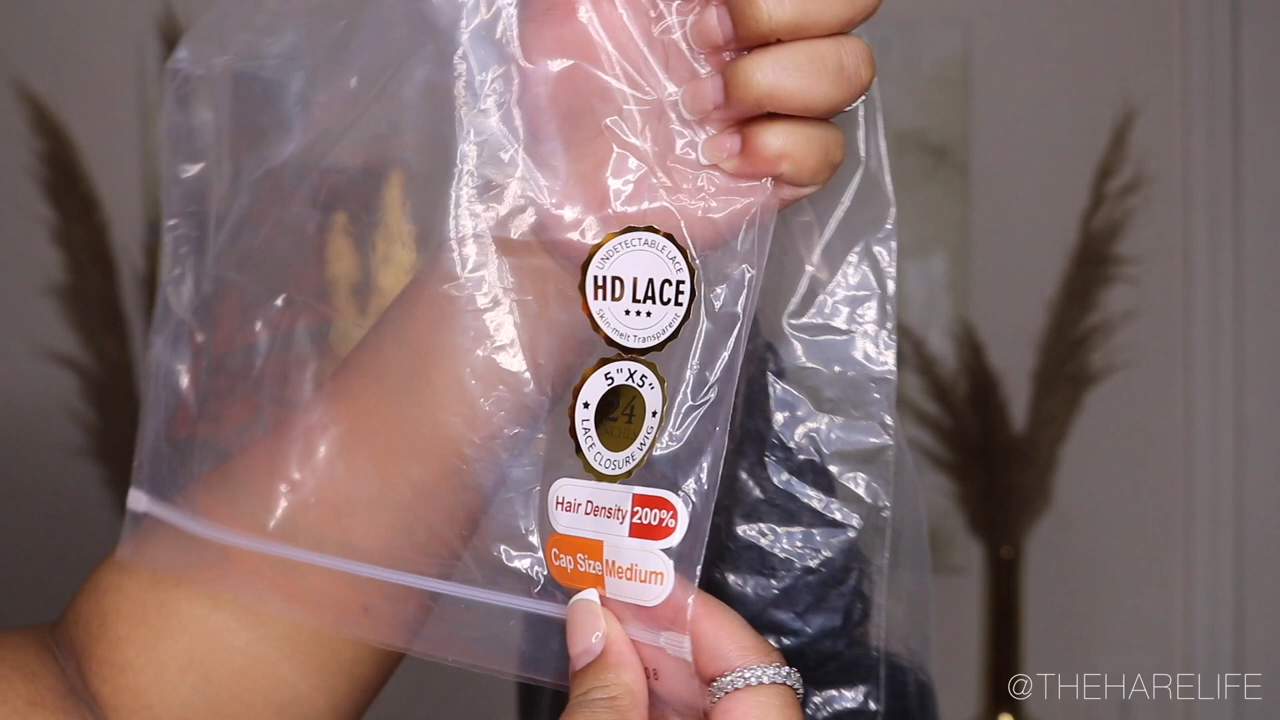 UNDETECTABLE LACE
HD LACE
Skin-melt Transparent
5"X5"
24
LACE CLOSURE WIG
Hair Density 200%
Cap Size Medium
@THEHARELIFE